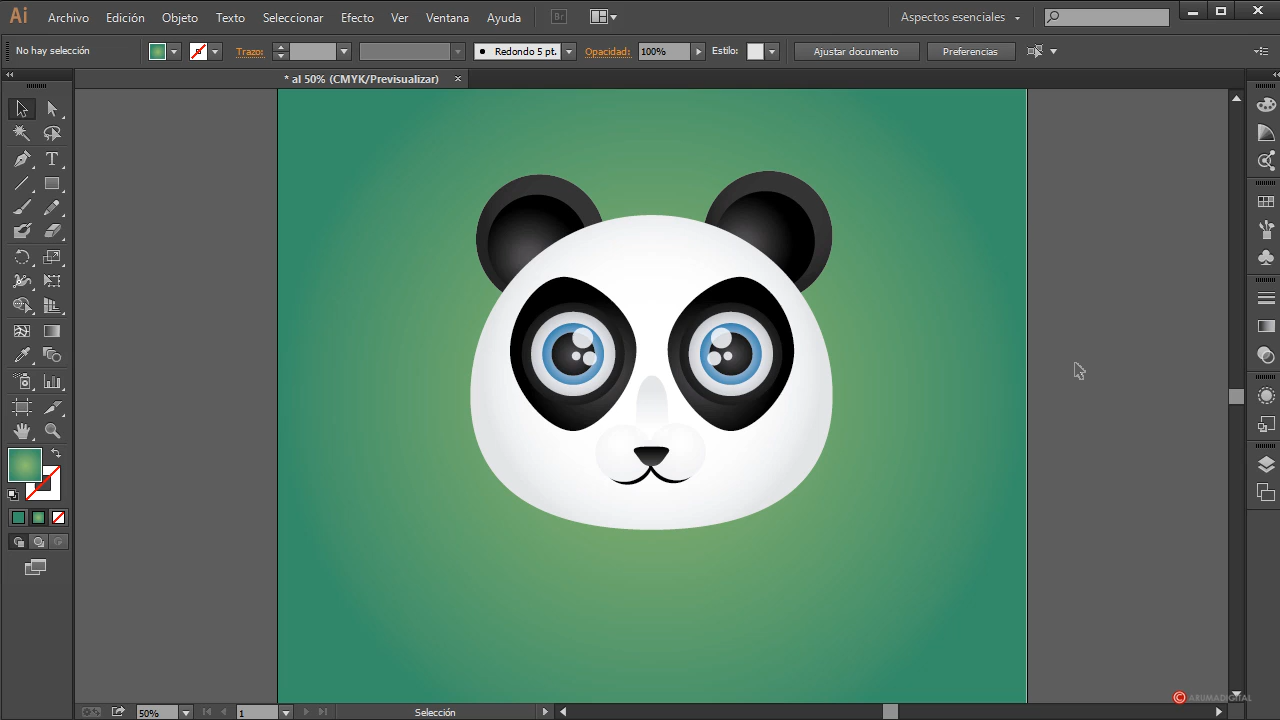 Ai Archivo Edición Objeto Texto Seleccionar Efecto Ver Ventana Ayuda Br Aspectos esenciales
No hay selección Trazo: Redondo 5 pt. Opacidad: 100% Estilo: Ajustar documento Preferencias
* al 50% (CMYK/Previsualizar)
T
© ARUMADIGITAL
50% 1 Selección